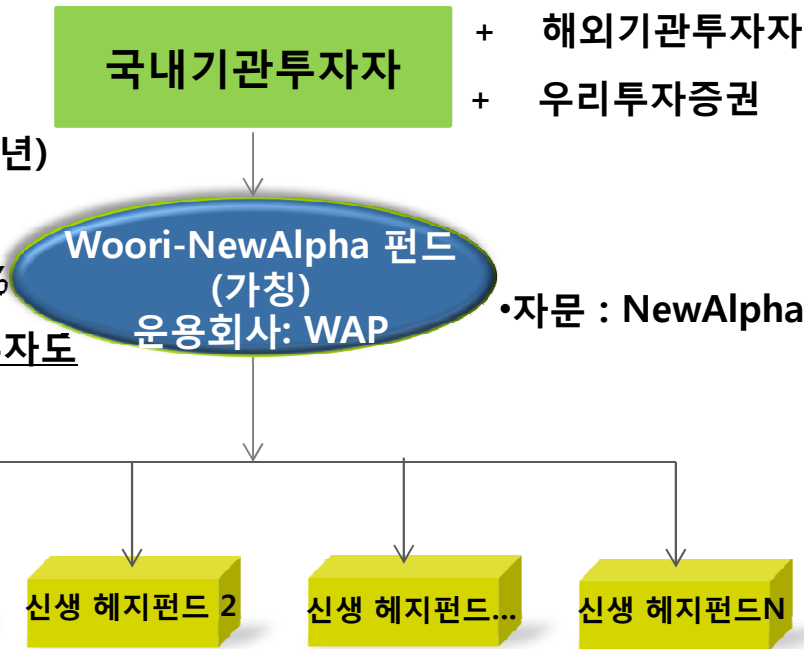 국내기관투자자
+ 해외기관투자자
+ 우리투자증권
년)
Woori-NewAlpha 펀드
(가칭)
운용회사: WAP
%
자도
•자문 : NewAlpha
신생 헤지펀드 2
신생 헤지펀드...
신생 헤지펀드N